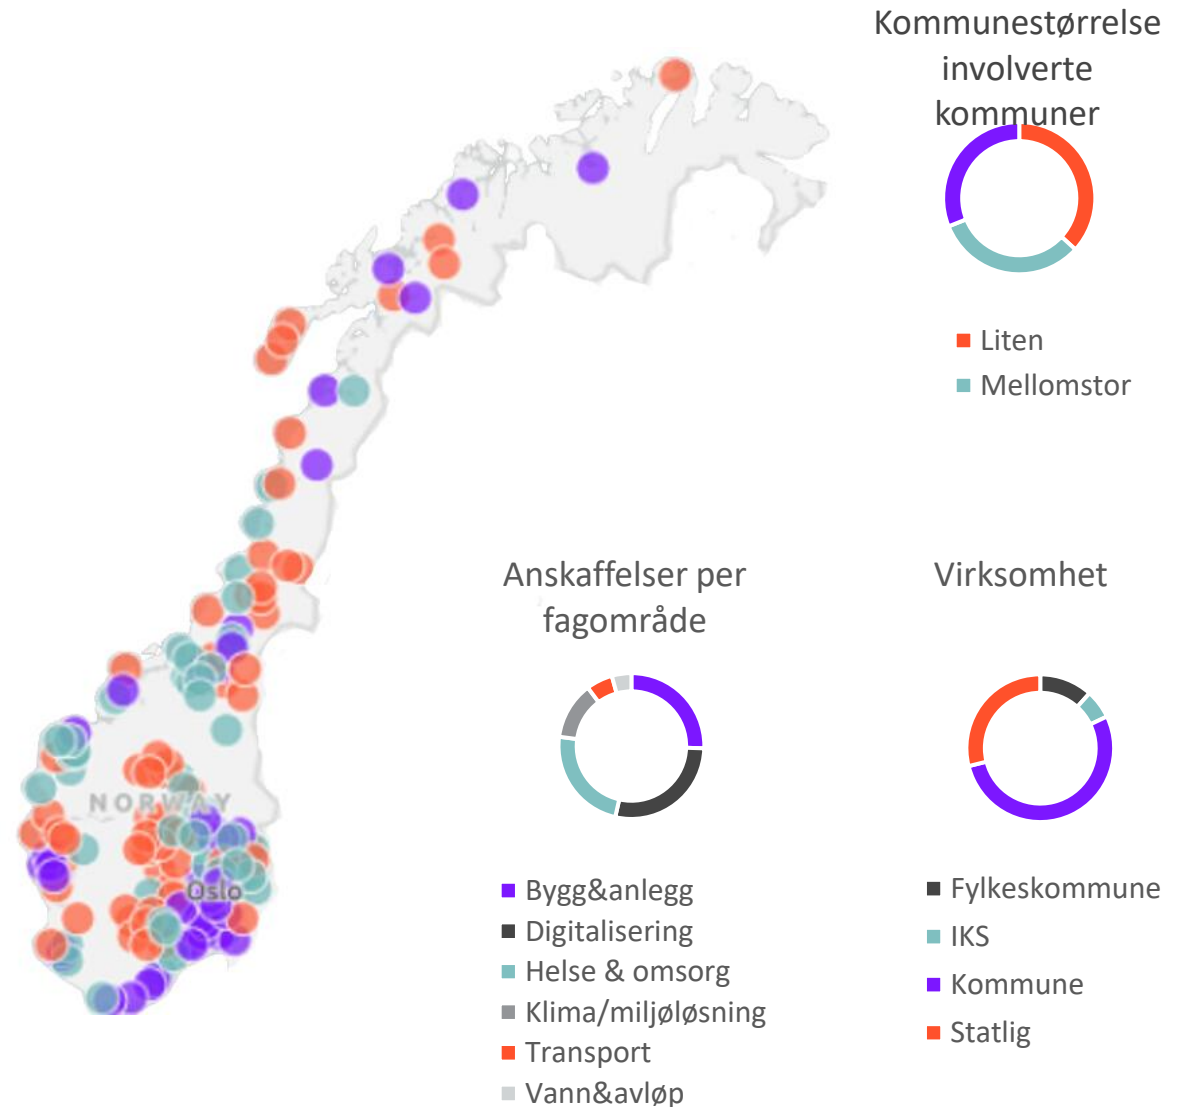 Kommunestørrelse
involverte
kommuner
Liten
Mellomstor
NORWAY
Oslo
Anskaffelser per
fagområde
Bygg&anlegg
Digitalisering
Helse & omsorg
Klima/miljøløsning
Transport
Vann&avløp
Virksomhet
Fylkeskommune
IKS
Kommune
Statlig